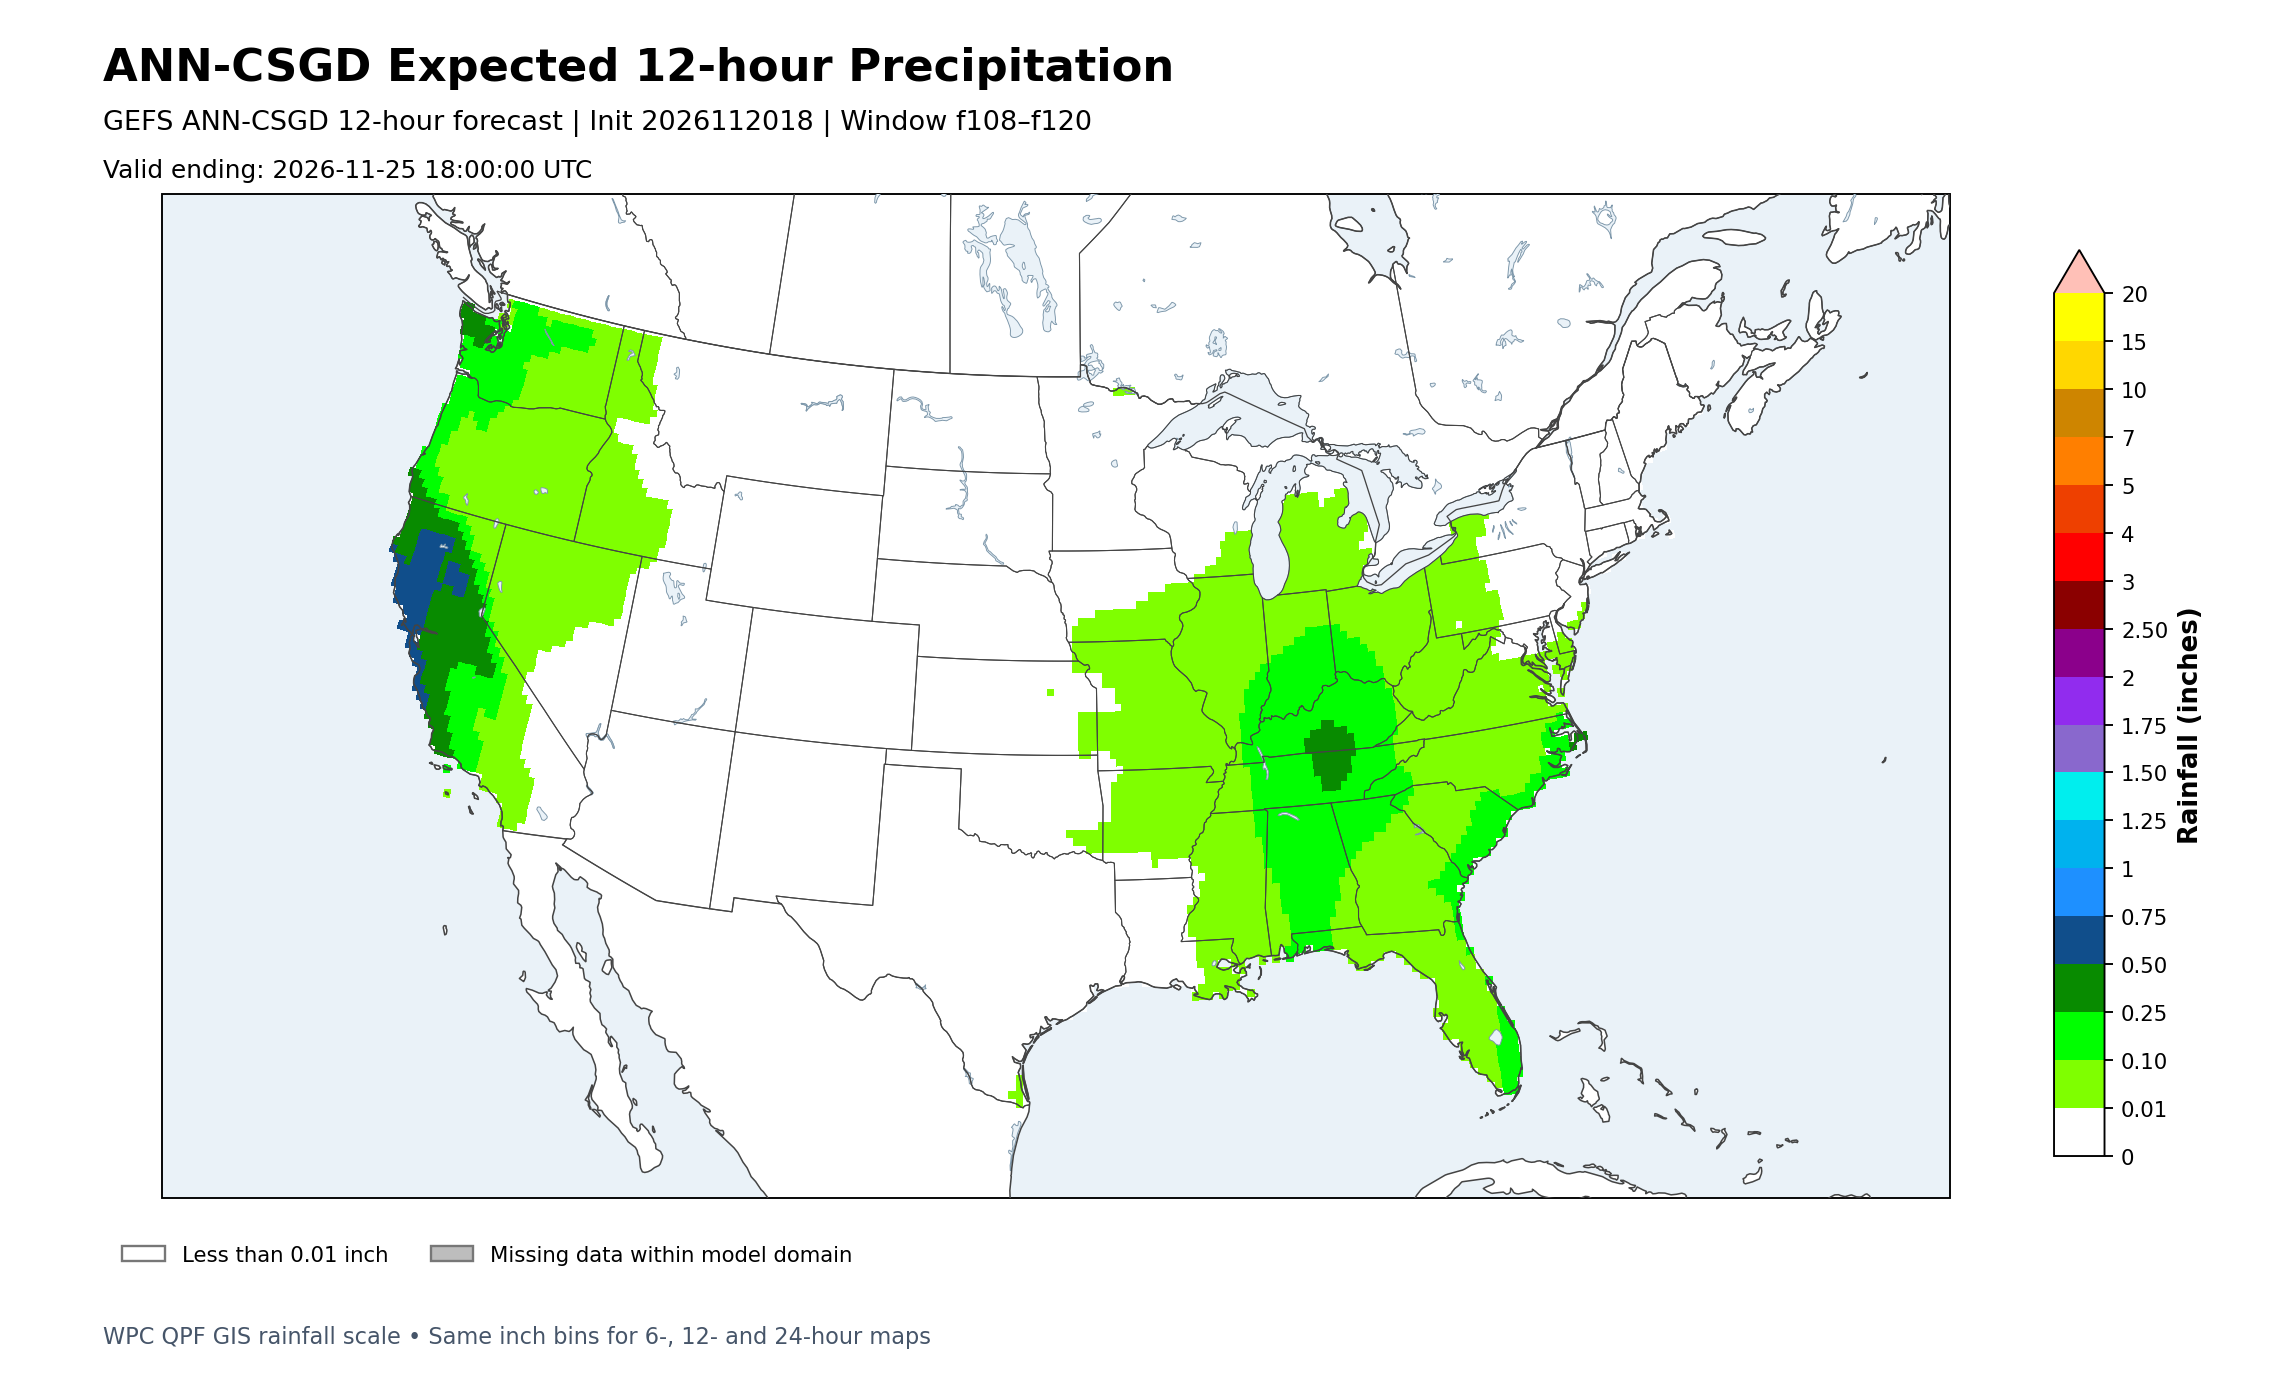 ANN-CSGD Expected 12-hour Precipitation
GEFS ANN-CSGD 12-hour forecast | Init 2026112018 | Window f108–f120
Valid ending: 2026-11-25 18:00:00 UTC
20
15
10
7
5
4
3
2.50
2
1.75
1.50
1.25
1
0.75
0.50
0.25
0.10
0.01
0
Rainfall (inches)
Less than 0.01 inch
Missing data within model domain
WPC QPF GIS rainfall scale • Same inch bins for 6-, 12- and 24-hour maps